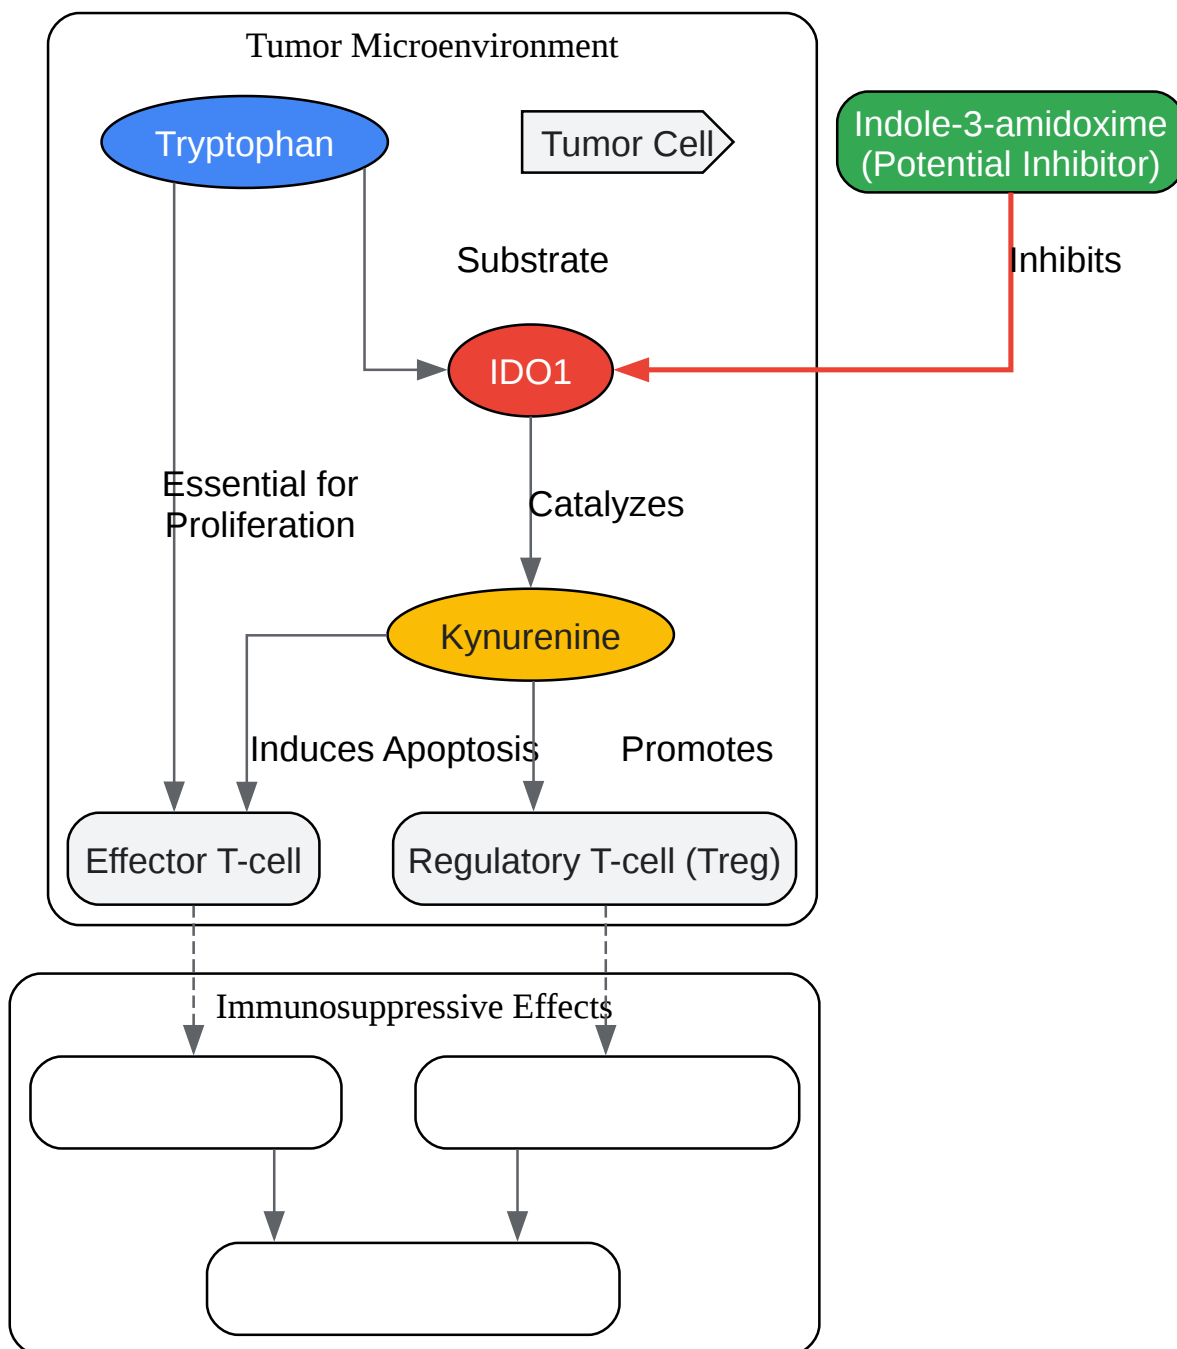 Tumor Microenvironment
Tryptophan
Tumor Cell
Indole-3-amidoxime
(Potential Inhibitor)
Substrate
Inhibits
IDO1
Essential for
Proliferation
Catalyzes
Kynurenine
Induces Apoptosis
Promotes
Effector T-cell
Regulatory T-cell (Treg)
Immunosuppressive Effects